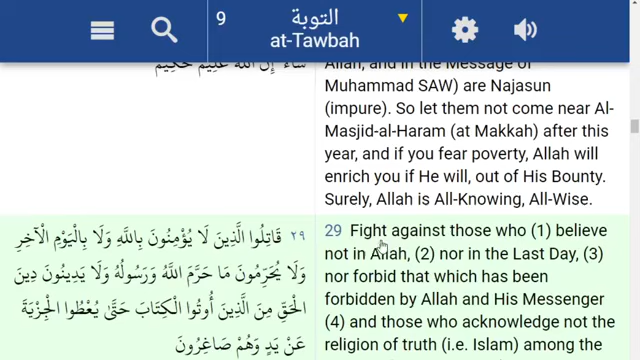 9
التوبة
at-Tawbah
شَاءَ إِنَّ اللَّهَ عَلِيمٌ حَكِيمٌ
Allah, and in the Message of
Muhammad SAW) are Najasun
(impure). So let them not come near Al-
Masjid-al-Haram (at Makkah) after this
year, and if you fear poverty, Allah will
enrich you if He will, out of His Bounty.
Surely, Allah is All-Knowing, All-Wise.
٢٩ قَاتِلُوا الَّذِينَ لَا يُؤْمِنُونَ بِاللَّهِ وَلَا بِالْيَوْمِ الْآخِرِ
وَلَا يُحَرِّمُونَ مَا حَرَّمَ اللَّهُ وَرَسُولُهُ وَلَا يَدِينُونَ دِينَ
الْحَقِّ مِنَ الَّذِينَ أُوتُوا الْكِتَابَ حَتَّىٰ يُعْطُوا الْجِزْيَةَ
عَنْ يَدٍ وَهُمْ صَاغِرُونَ
29 Fight against those who (1) believe
not in Allah, (2) nor in the Last Day, (3)
nor forbid that which has been
forbidden by Allah and His Messenger
(4) and those who acknowledge not the
religion of truth (i.e. Islam) among the